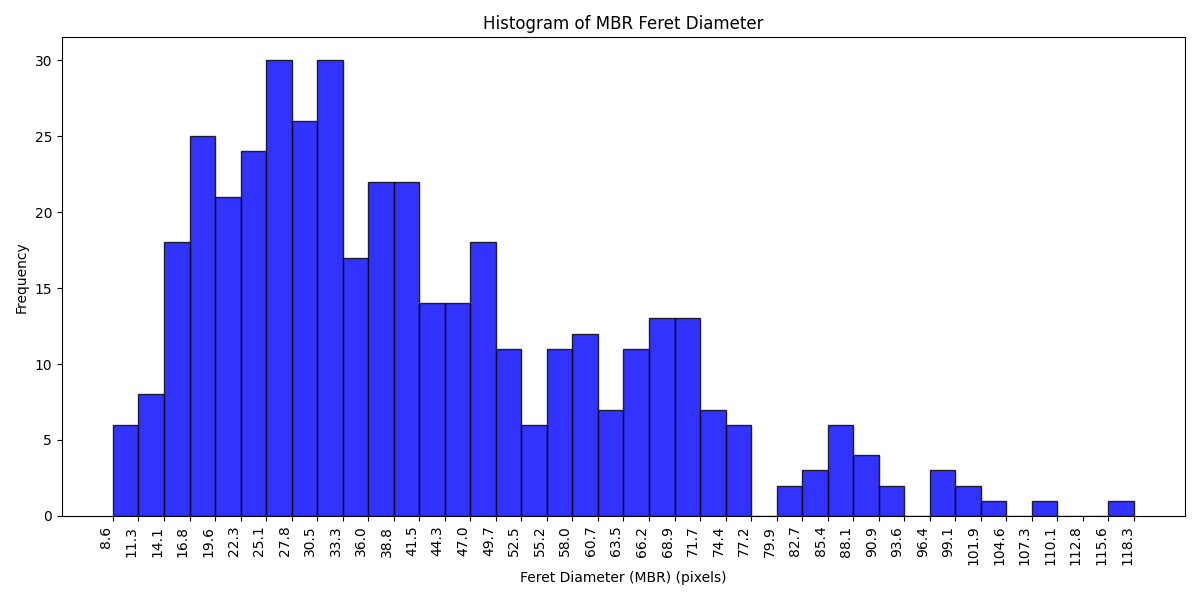 Histogram of MBR Feret Diameter
Frequency
30
25
20
15
10
5
0
8.6 11.3 14.1 16.8 19.6 22.3 25.1 27.8 30.5 33.3 36.0 38.8 41.5 44.3 47.0 49.7 52.5 55.2 58.0 60.7 63.5 66.2 68.9 71.7 74.4 77.2 79.9 82.7 85.4 88.1 90.9 93.6 96.4 99.1 101.9 104.6 107.3 110.1 112.8 115.6 118.3
Feret Diameter (MBR) (pixels)